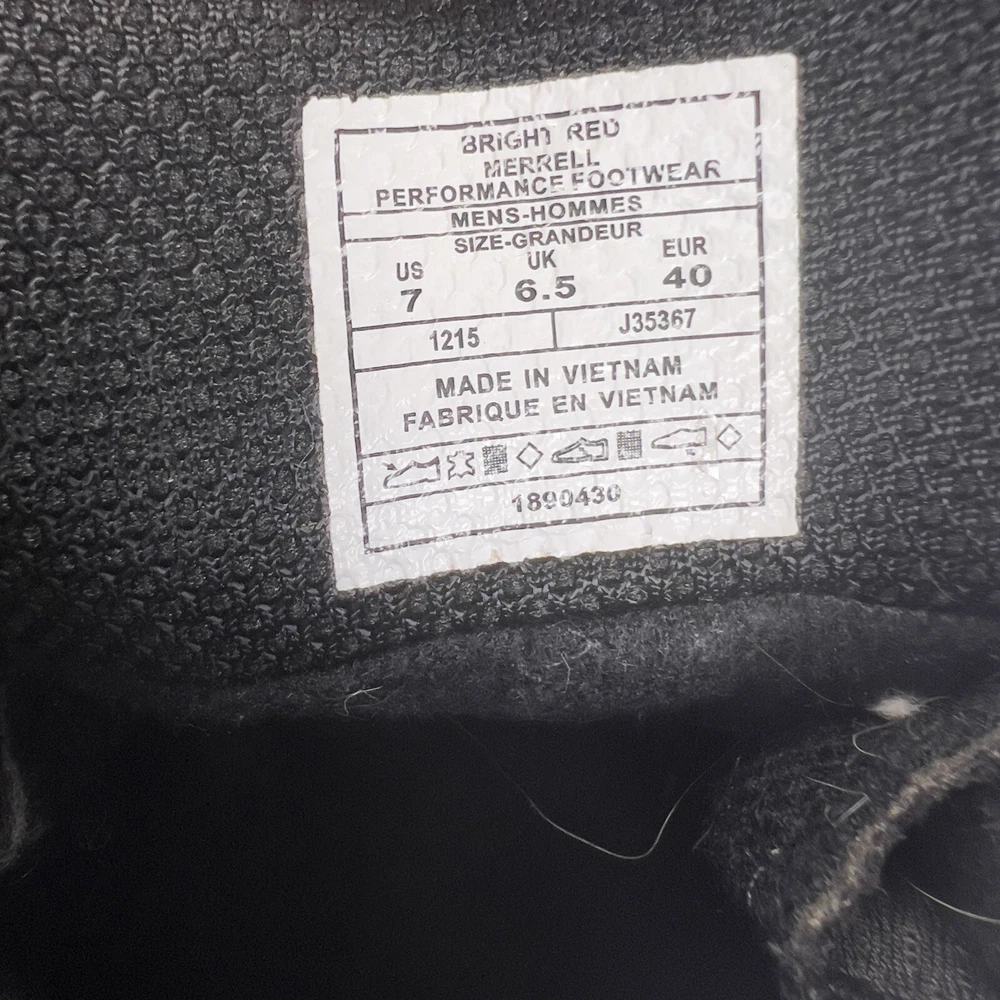 BRIGHT RED
MERRELL
PERFORMANCE FOOTWEAR
MENS-HOMMES
SIZE-GRANDEUR
US UK EUR
7 6.5 40
1215 J35367
MADE IN VIETNAM
FABRIQUE EN VIETNAM
1890430